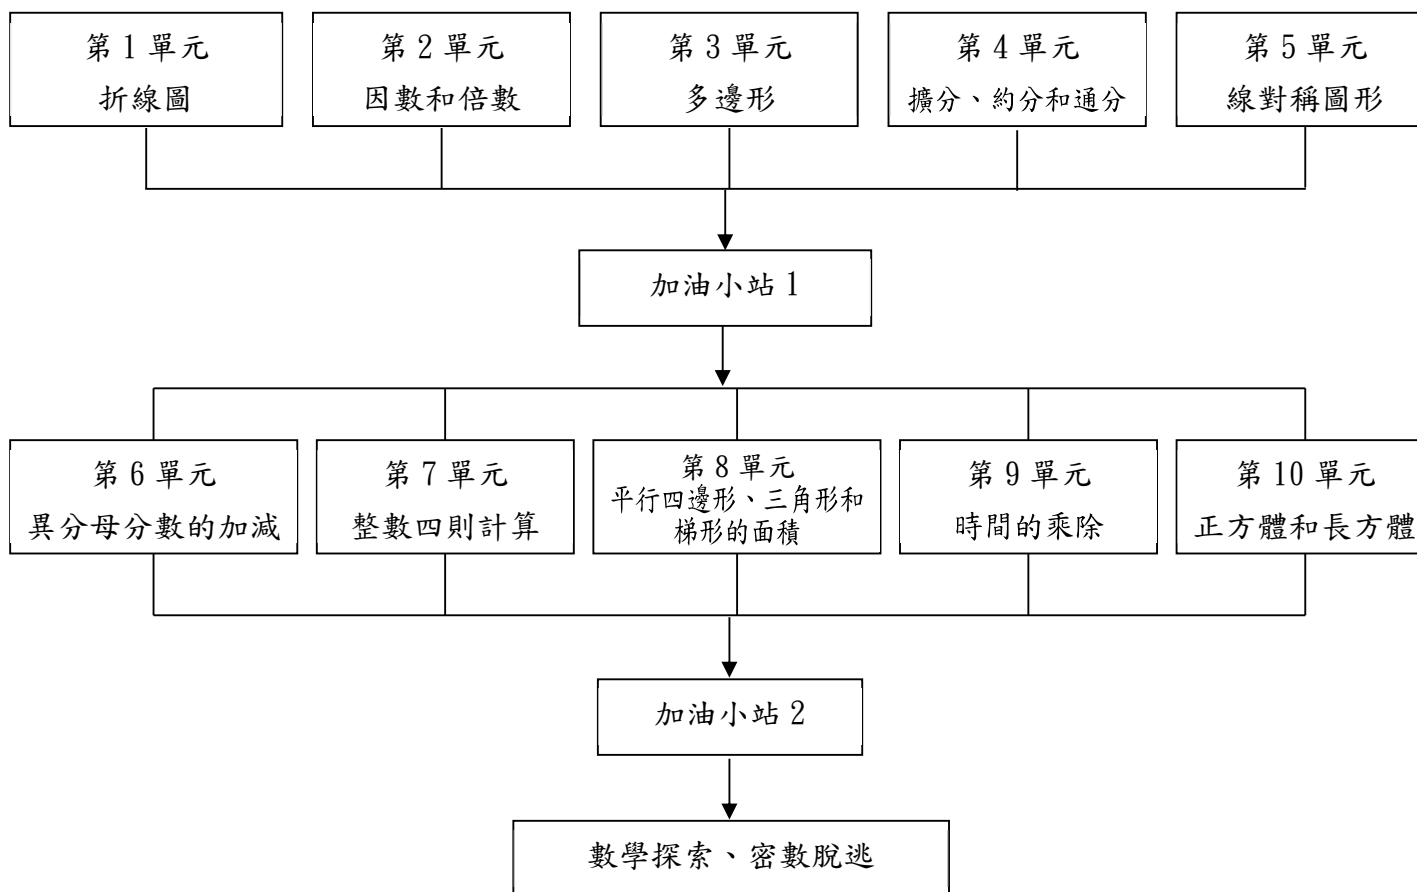 第1單元
折線圖
第2單元
因數和倍數
第3單元
多邊形
第4單元
擴分、約分和通分
第5單元
線對稱圖形
加油小站1
第6單元
異分母分數的加減
第7單元
整數四則計算
第8單元
平行四邊形、三角形和
梯形的面積
第9單元
時間的乘除
第10單元
正方體和長方體
加油小站2
數學探索、密數脫逃